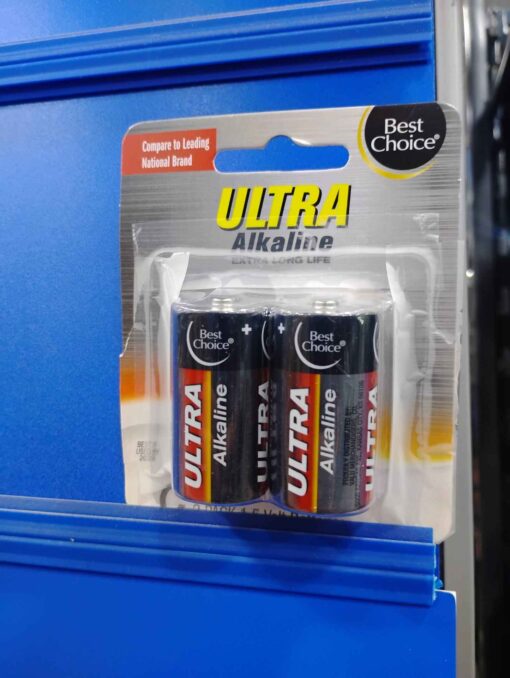 Compare to Leading
National Brand
Best
Choice®
ULTRA
Alkaline
EXTRA LONG LIFE
Best
Choice®
+
ULTRA
Alkaline
ULTRA
+
Best
Choice®
ULTRA
Alkaline
ULTRA